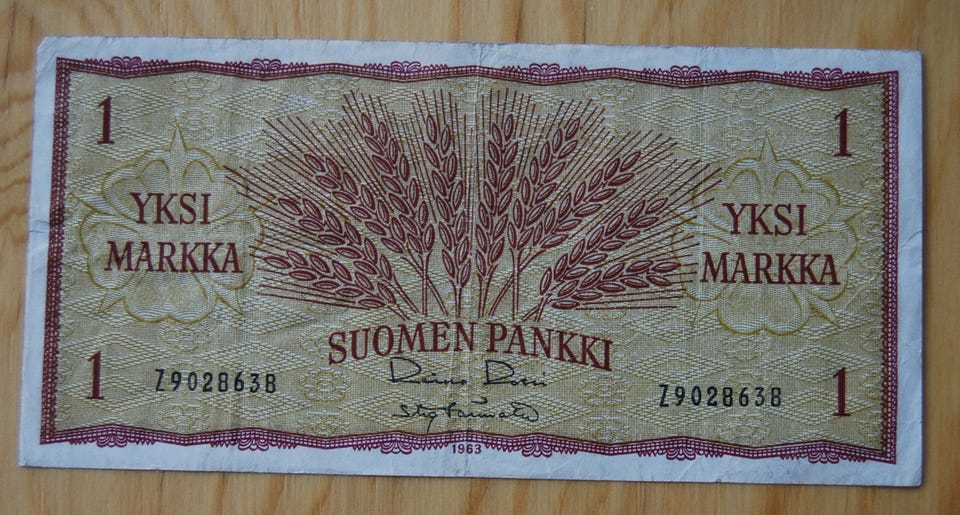 1
1
YKSI
MARKKA
YKSI
MARKKA
SUOMEN PANKKI
1
Z9028638
Z9028638
1
1963